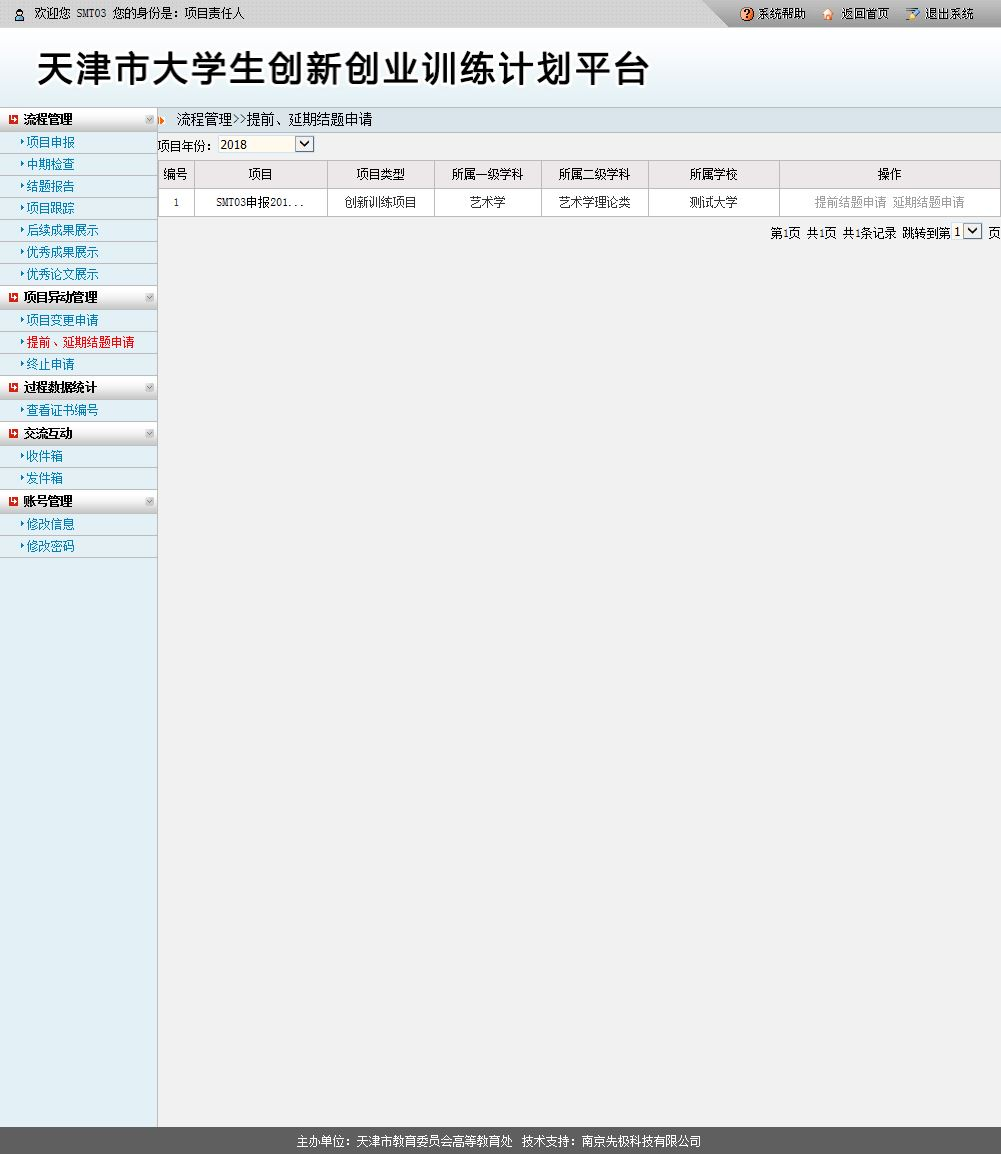 欢迎您 SMT03 您的身份是：项目责任人
系统帮助 返回首页 退出系统
天津市大学生创新创业训练计划平台
流程管理
项目申报
中期检查
结题报告
项目跟踪
后续成果展示
优秀成果展示
优秀论文展示
项目异动管理
项目变更申请
提前、延期结题申请
终止申请
过程数据统计
查看证书编号
交流互动
收件箱
发件箱
账号管理
修改信息
修改密码
流程管理>>提前、延期结题申请
项目年份： 2018
编号 项目 项目类型 所属一级学科 所属二级学科 所属学校 操作
1 SMT03申报201... 创新训练项目 艺术学 艺术学理论类 测试大学 提前结题申请 延期结题申请
第1页 共1页 共1条记录 跳转到第 1 页
主办单位：天津市教育委员会高等教育处 技术支持：南京先极科技有限公司